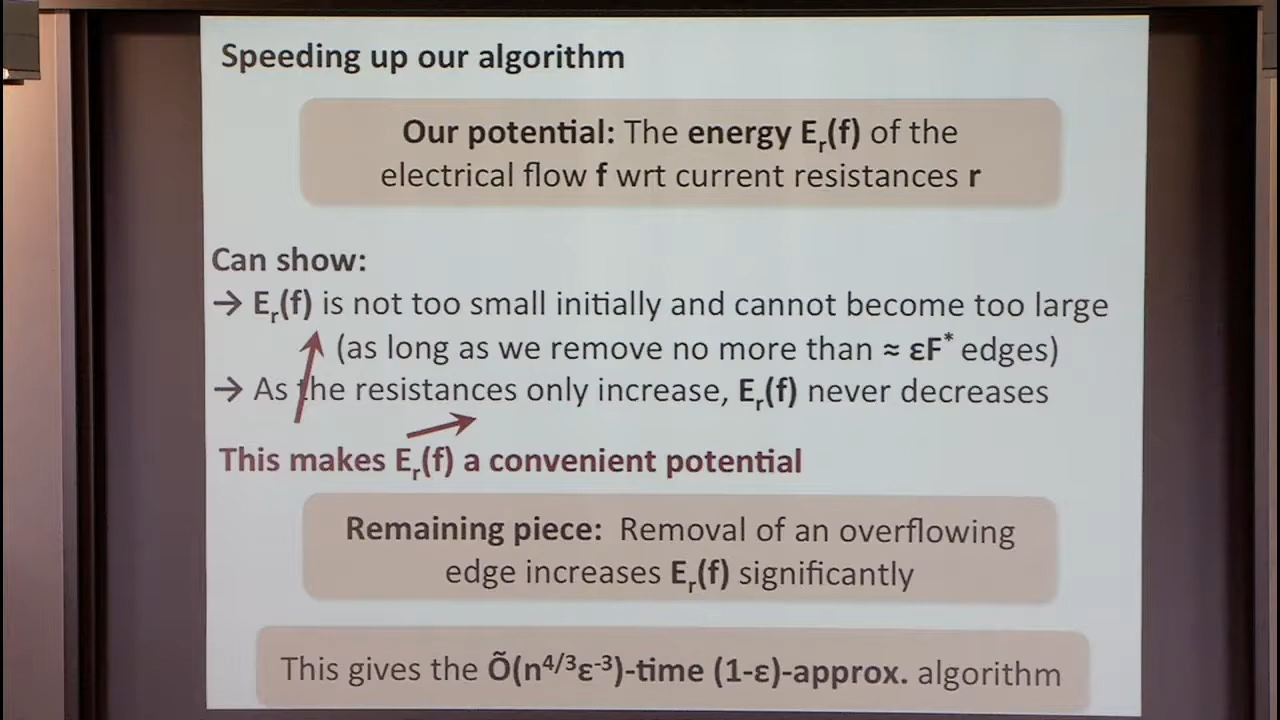 Speeding up our algorithm
Our potential: The energy Eᵣ(f) of the
electrical flow f wrt current resistances r
Can show:
→ Eᵣ(f) is not too small initially and cannot become too large
(as long as we remove no more than ≈ εF* edges)
→ As the resistances only increase, Eᵣ(f) never decreases
This makes Eᵣ(f) a convenient potential
Remaining piece: Removal of an overflowing
edge increases Eᵣ(f) significantly
This gives the Õ(n⁴/³ε⁻³)-time (1-ε)-approx. algorithm